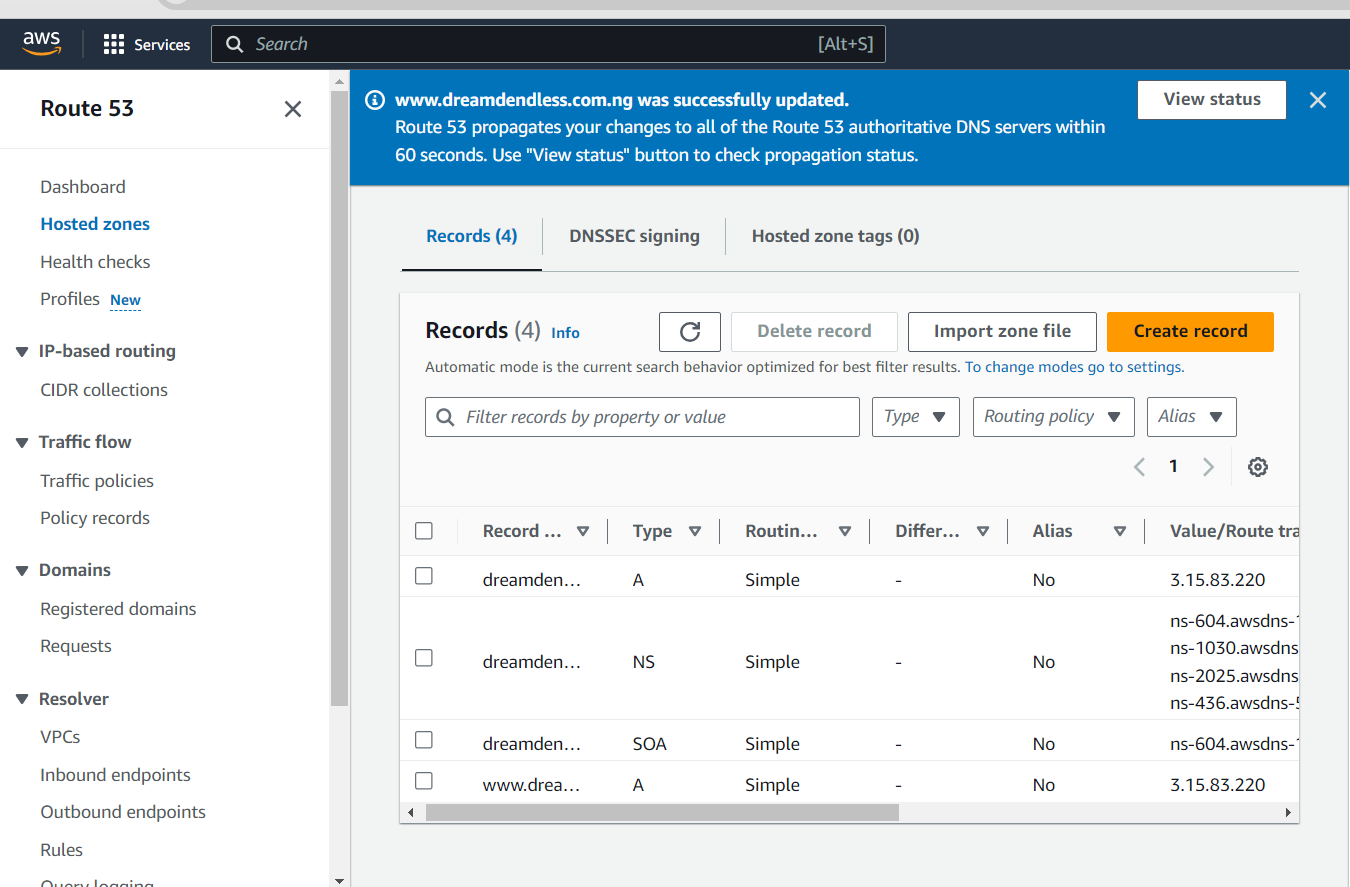 aws
Services
Search
[Alt+S]
Route 53
Dashboard
Hosted zones
Health checks
Profiles New
IP-based routing
CIDR collections
Traffic flow
Traffic policies
Policy records
Domains
Registered domains
Requests
Resolver
VPCs
Inbound endpoints
Outbound endpoints
Rules
Query logging
www.dreamdendless.com.ng was successfully updated.
Route 53 propagates your changes to all of the Route 53 authoritative DNS servers within
60 seconds. Use "View status" button to check propagation status.
View status
Records (4)
DNSSEC signing
Hosted zone tags (0)
Records (4) Info
Delete record
Import zone file
Create record
Automatic mode is the current search behavior optimized for best filter results. To change modes go to settings.
Filter records by property or value
Type
Routing policy
Alias
1
Record ... Type Routin... Differ... Alias Value/Route tra
dreamden... A Simple - No 3.15.83.220
dreamden... NS Simple - No
ns-604.awsdns-1
ns-1030.awsdns
ns-2025.awsdns
ns-436.awsdns-5
dreamden... SOA Simple - No ns-604.awsdns-1
www.drea... A Simple - No 3.15.83.220